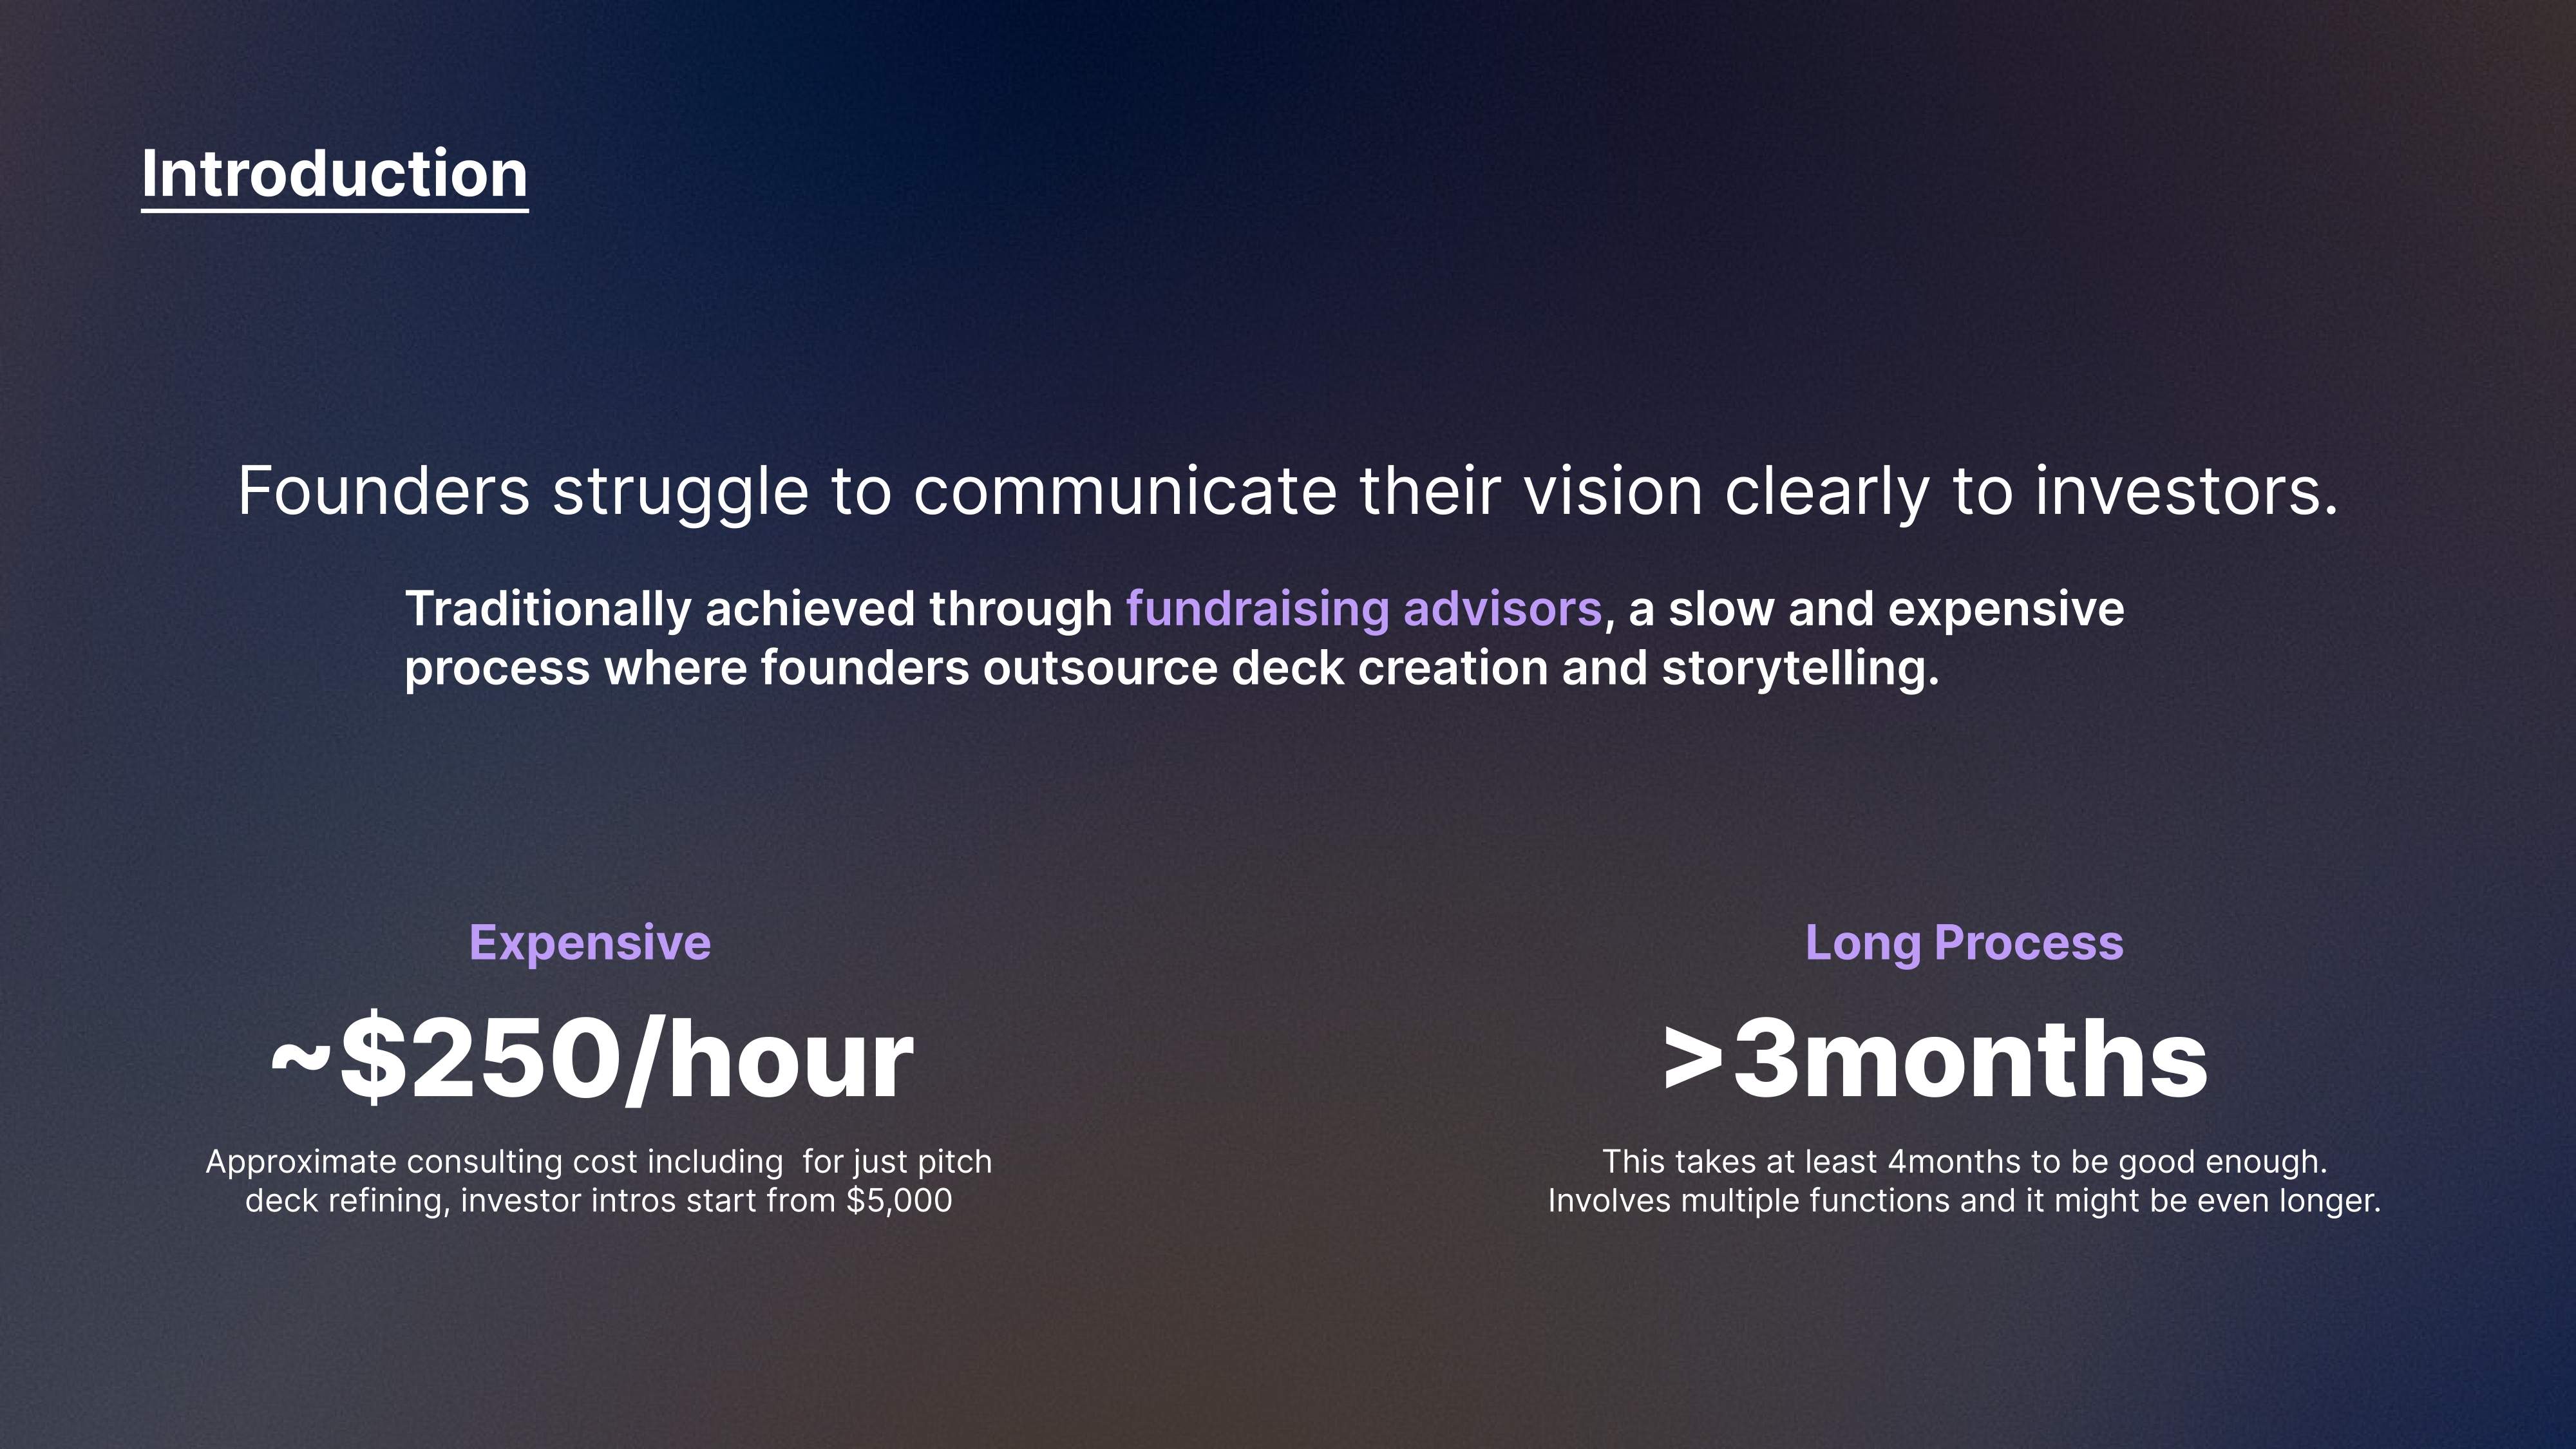 Introduction
Founders struggle to communicate their vision clearly to investors.
Traditionally achieved through fundraising advisors, a slow and expensive
process where founders outsource deck creation and storytelling.
Expensive
~$250/hour
Approximate consulting cost including  for just pitch
deck refining, investor intros start from $5,000
Long Process
>3months
This takes at least 4months to be good enough.
Involves multiple functions and it might be even longer.